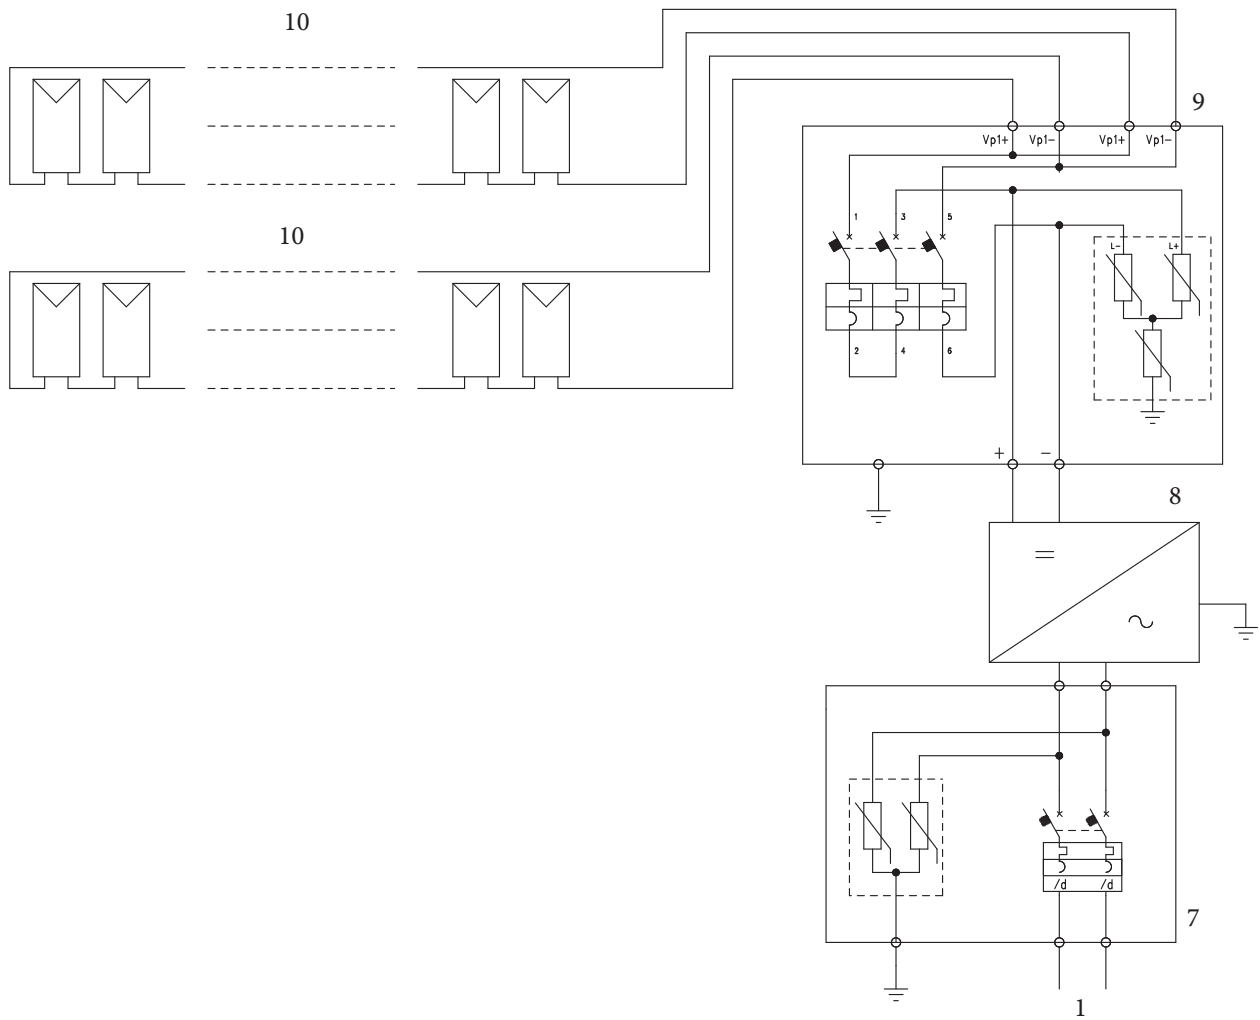 10
9
Vp1+ Vp1- Vp1+ Vp1-
1 3 5
10
L- L+
2 4 6
+ −
8
=
~
/d /d
7
1